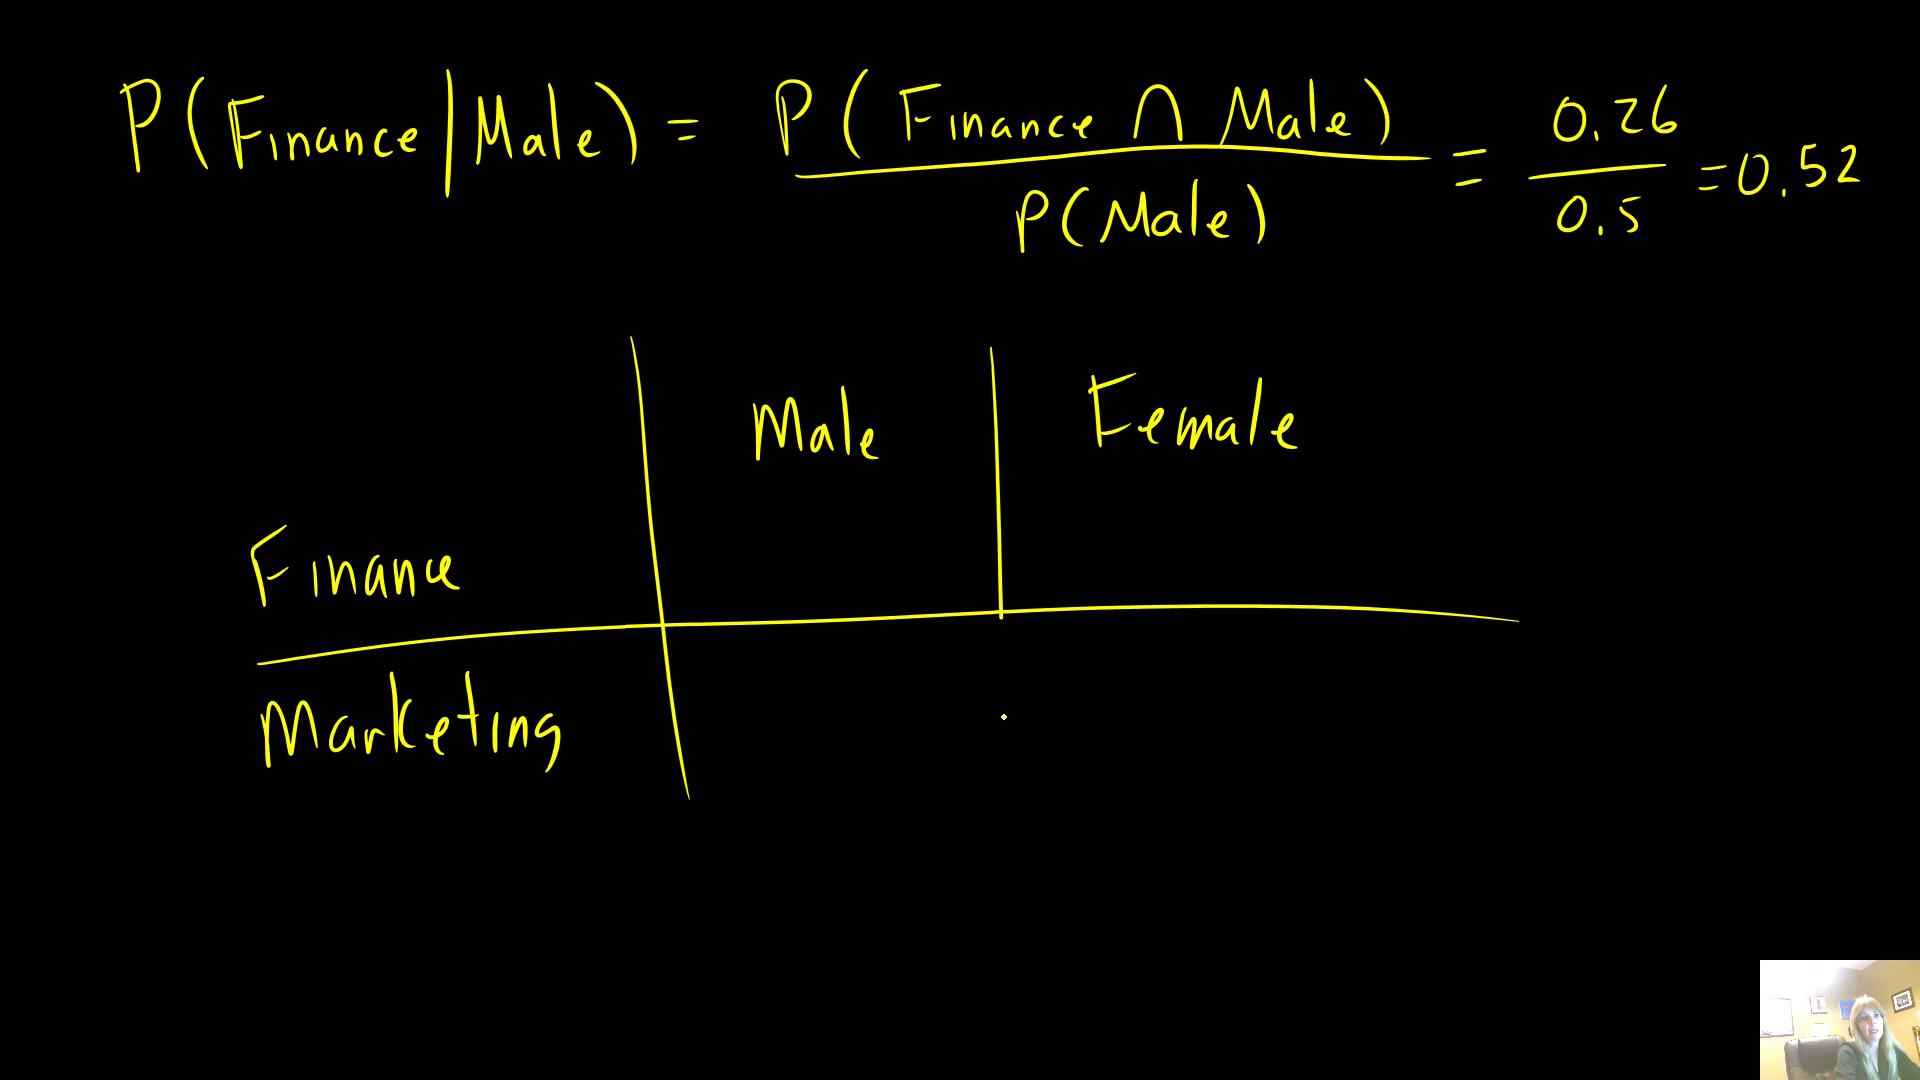 P(Finance|Male) = P(Finance ∩ Male) / P(Male) = 0.26 / 0.5 = 0.52
Male Female
Finance
Marketing